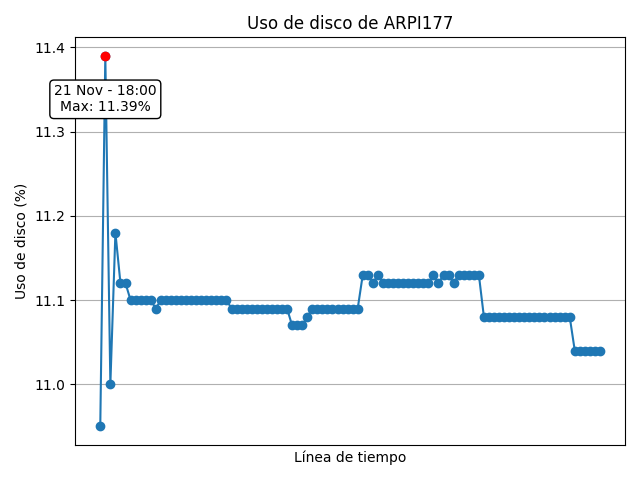 Uso de disco de ARPI177
11.4
21 Nov - 18:00
Max: 11.39%
11.3
11.2
11.1
11.0
Uso de disco (%)
Línea de tiempo